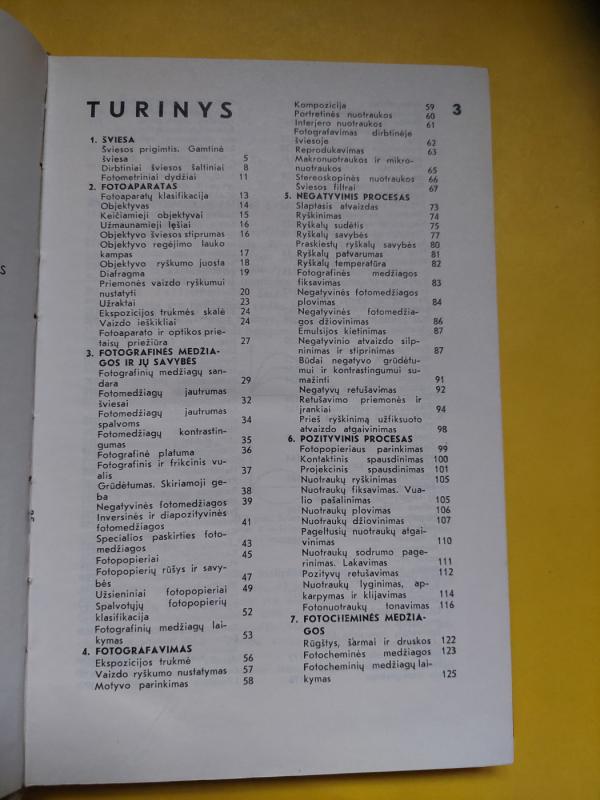 S
TURINYS
1. ŠVIESA
Šviesos prigimtis. Gamtinė
šviesa 5
Dirbtiniai šviesos šaltiniai 8
Fotometriniai dydžiai 11
2. FOTOAPARATAS
Fotoaparatų klasifikacija 13
Objektyvas 14
Keičiamieji objektyvai 15
Užmaunamieji lęšiai 16
Objektyvo šviesos stiprumas 16
Objektyvo regėjimo lauko
kampas 17
Objektyvo ryškumo juosta 18
Diafragma 19
Priemonės vaizdo ryškumui
nustatyti 20
Užraktai 23
Ekspozicijos trukmės skalė 24
Vaizdo ieškikliai 24
Fotoaparato ir optikos prie-
taisų priežiūra 27
3. FOTOGRAFINĖS MEDŽIA-
GOS IR JŲ SAVYBĖS
Fotografinių medžiagų san-
dara 29
Fotomedžiagų jautrumas
šviesai 32
Fotomedžiagų jautrumas
spalvoms 34
Fotomedžiagų kontrastin-
gumas 35
Fotografinė platuma 36
Fotografinis ir frikcinis vu-
alis 37
Grūdėtumas. Skiriamoji ge-
ba 38
Negatyvinės fotomedžiagos 39
Inversinės ir diapozityvinės
fotomedžiagos 41
Specialios paskirties foto-
medžiagos 43
Fotopopieriai 45
Fotopopierių rūšys ir savy-
bės 47
Užsieniniai fotopopieriai 49
Spalvotųjų fotopopierių
klasifikacija 52
Fotografinių medžiagų lai-
kymas 53
4. FOTOGRAFAVIMAS
Ekspozicijos trukmė 56
Vaizdo ryškumo nustatymas 57
Motyvo parinkimas 58
Kompozicija 59
Portretinės nuotraukos 60
Interjero nuotraukos 61
Fotografavimas dirbtinėje
šviesoje 62
Reprodukavimas 63
Makronuotraukos ir mikro-
nuotraukos 65
Stereoskopinės nuotraukos 66
Šviesos filtrai 67
5. NEGATYVINIS PROCESAS
Slaptasis atvaizdas 73
Ryškinimas 74
Ryškalų sudėtis 75
Ryškalų savybės 77
Praskiestų ryškalų savybės 80
Ryškalų patvarumas 81
Ryškalų temperatūra 82
Fotografinės medžiagos
fiksavimas 83
Negatyvinės fotomedžiagos
plovimas 84
Negatyvinės fotomedžia-
gos džiovinimas 86
Emulsijos kietinimas 87
Negatyvinio atvaizdo silp-
ninimas ir stiprinimas 87
Būdai negatyvo grūdėtu-
mui ir kontrastingumui su-
mažinti 91
Negatyvų retušavimas 92
Retušavimo priemonės ir
įrankiai 94
Prieš ryškinimą užfiksuoto
atvaizdo atgaivinimas 98
6. POZITYVINIS PROCESAS
Fotopopieriaus parinkimas 99
Kontaktinis spausdinimas 100
Projekcinis spausdinimas 101
Nuotraukų ryškinimas 105
Nuotraukų fiksavimas. Vua-
lio pašalinimas 105
Nuotraukų plovimas 106
Nuotraukų džiovinimas 107
Pageltusių nuotraukų atgai-
vinimas 110
Nuotraukų sodrumo page-
rinimas. Lakavimas 111
Pozityvų retušavimas 112
Nuotraukų lyginimas, ap-
karpymas ir klijavimas 114
Fotonuotraukų tonavimas 116
7. FOTOCHEMINĖS MEDŽIA-
GOS
Rūgštys, šarmai ir druskos 122
Fotocheminės medžiagos 123
Fotocheminių medžiagų lai-
kymas 125
3